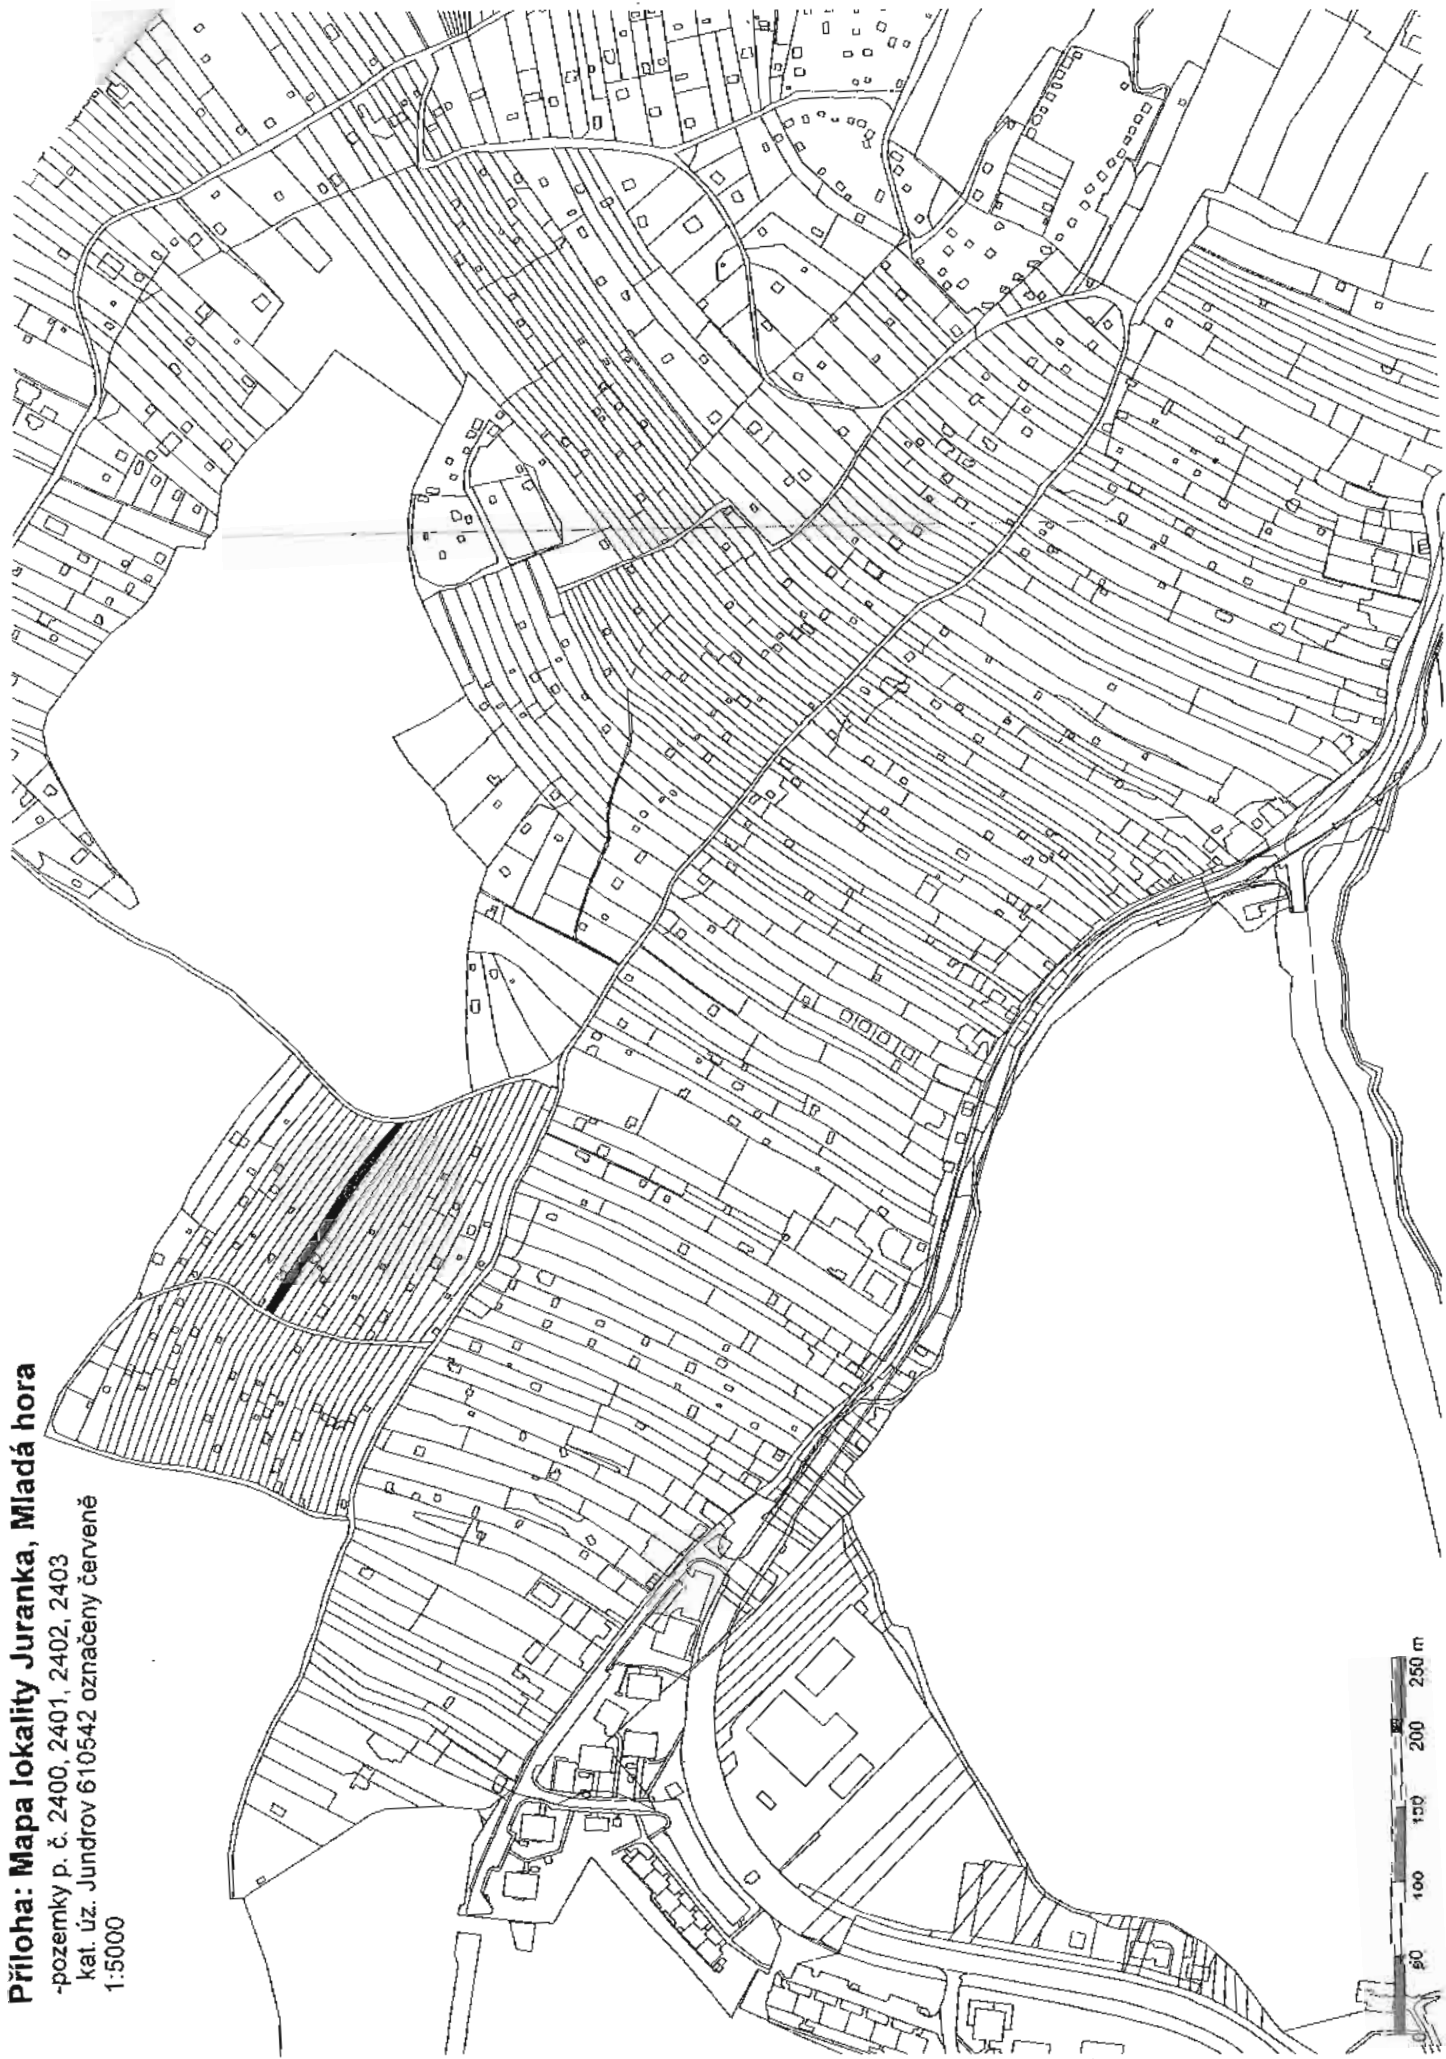 Příloha: Mapa lokality Juranka, Mladá hora
-pozemky p. č. 2400, 2401, 2402, 2403
kat. úz. Jundrov 610542 označeny červeně
1:5000
0 50 100 150 200 250 m